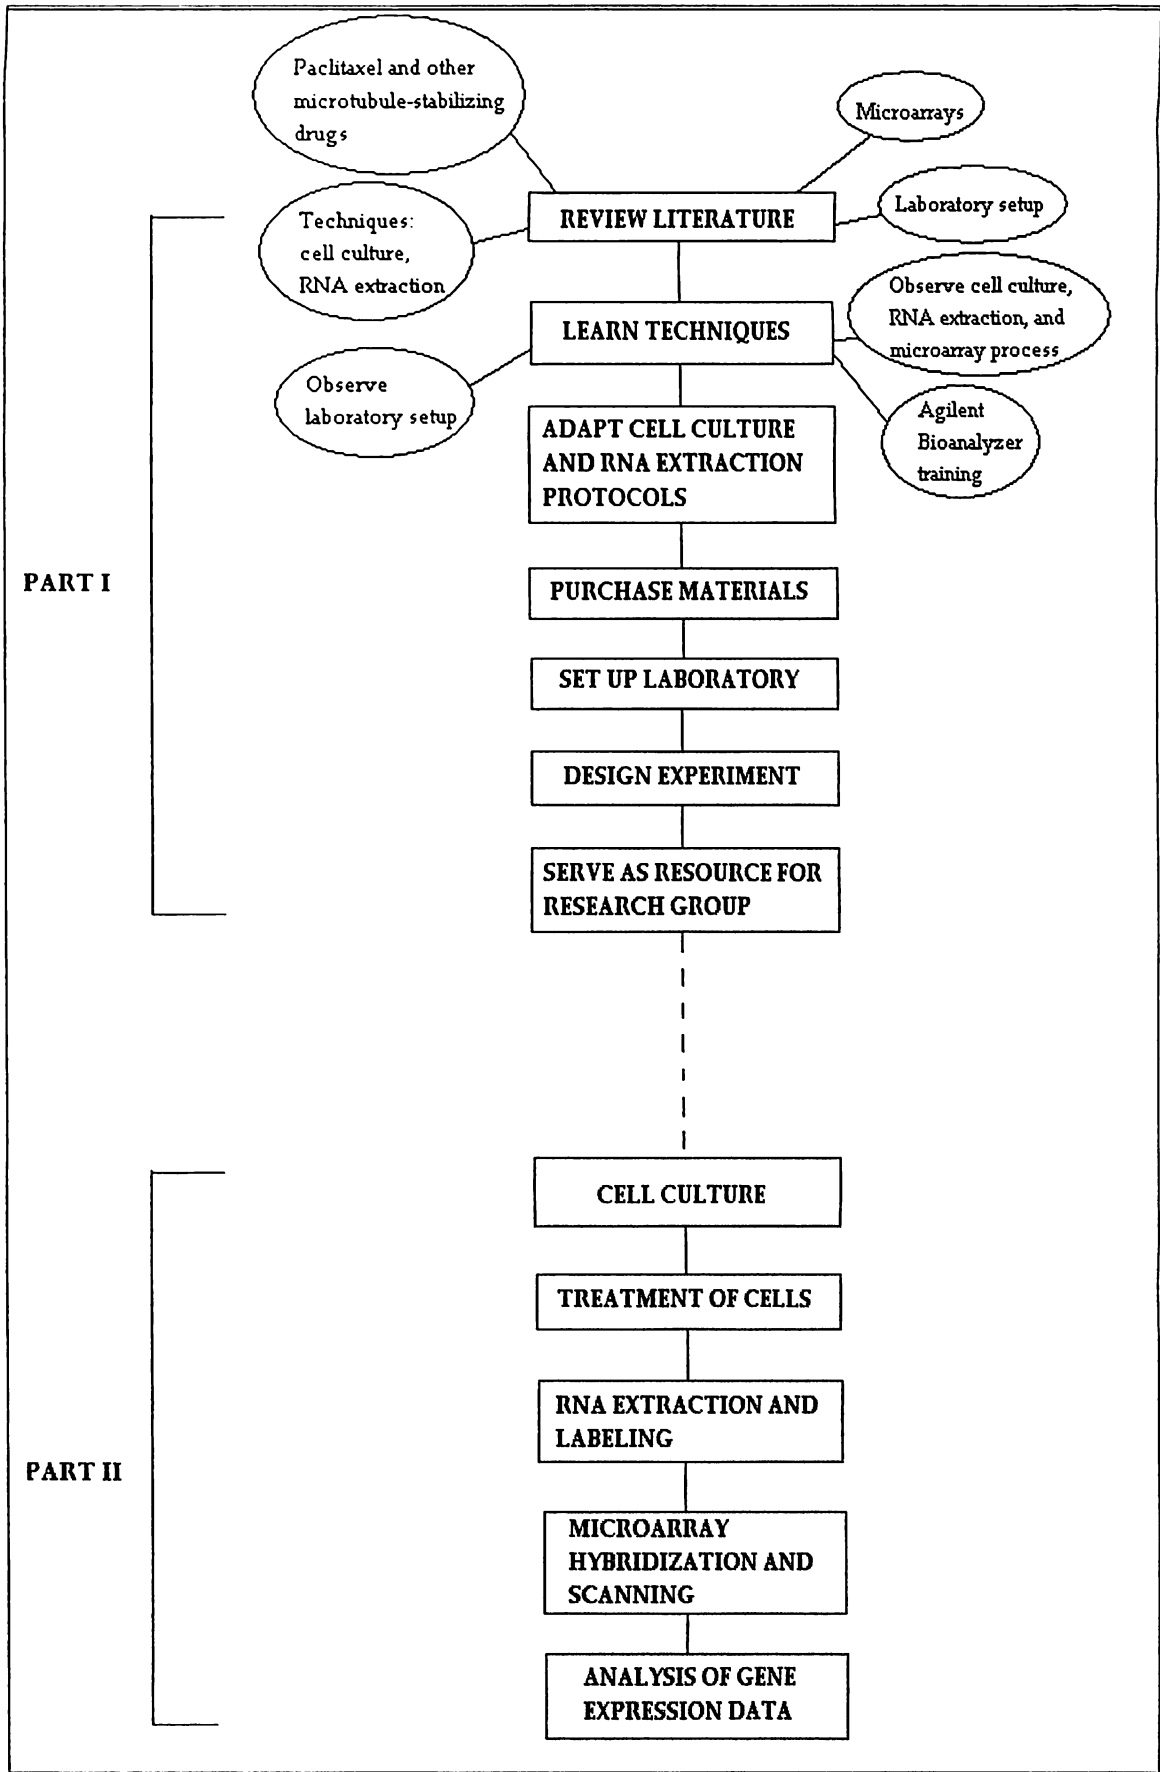 Paclitaxel and other
microtubule-stabilizing
drugs
Microarrays
REVIEW LITERATURE
Laboratory setup
Techniques:
cell culture,
RNA extraction
Observe cell culture,
RNA extraction, and
microarray process
LEARN TECHNIQUES
Observe
laboratory setup
Agilent
Bioanalyzer
training
ADAPT CELL CULTURE
AND RNA EXTRACTION
PROTOCOLS
PART I
PURCHASE MATERIALS
SET UP LABORATORY
DESIGN EXPERIMENT
SERVE AS RESOURCE FOR
RESEARCH GROUP
CELL CULTURE
TREATMENT OF CELLS
RNA EXTRACTION AND
LABELING
PART II
MICROARRAY
HYBRIDIZATION AND
SCANNING
ANALYSIS OF GENE
EXPRESSION DATA